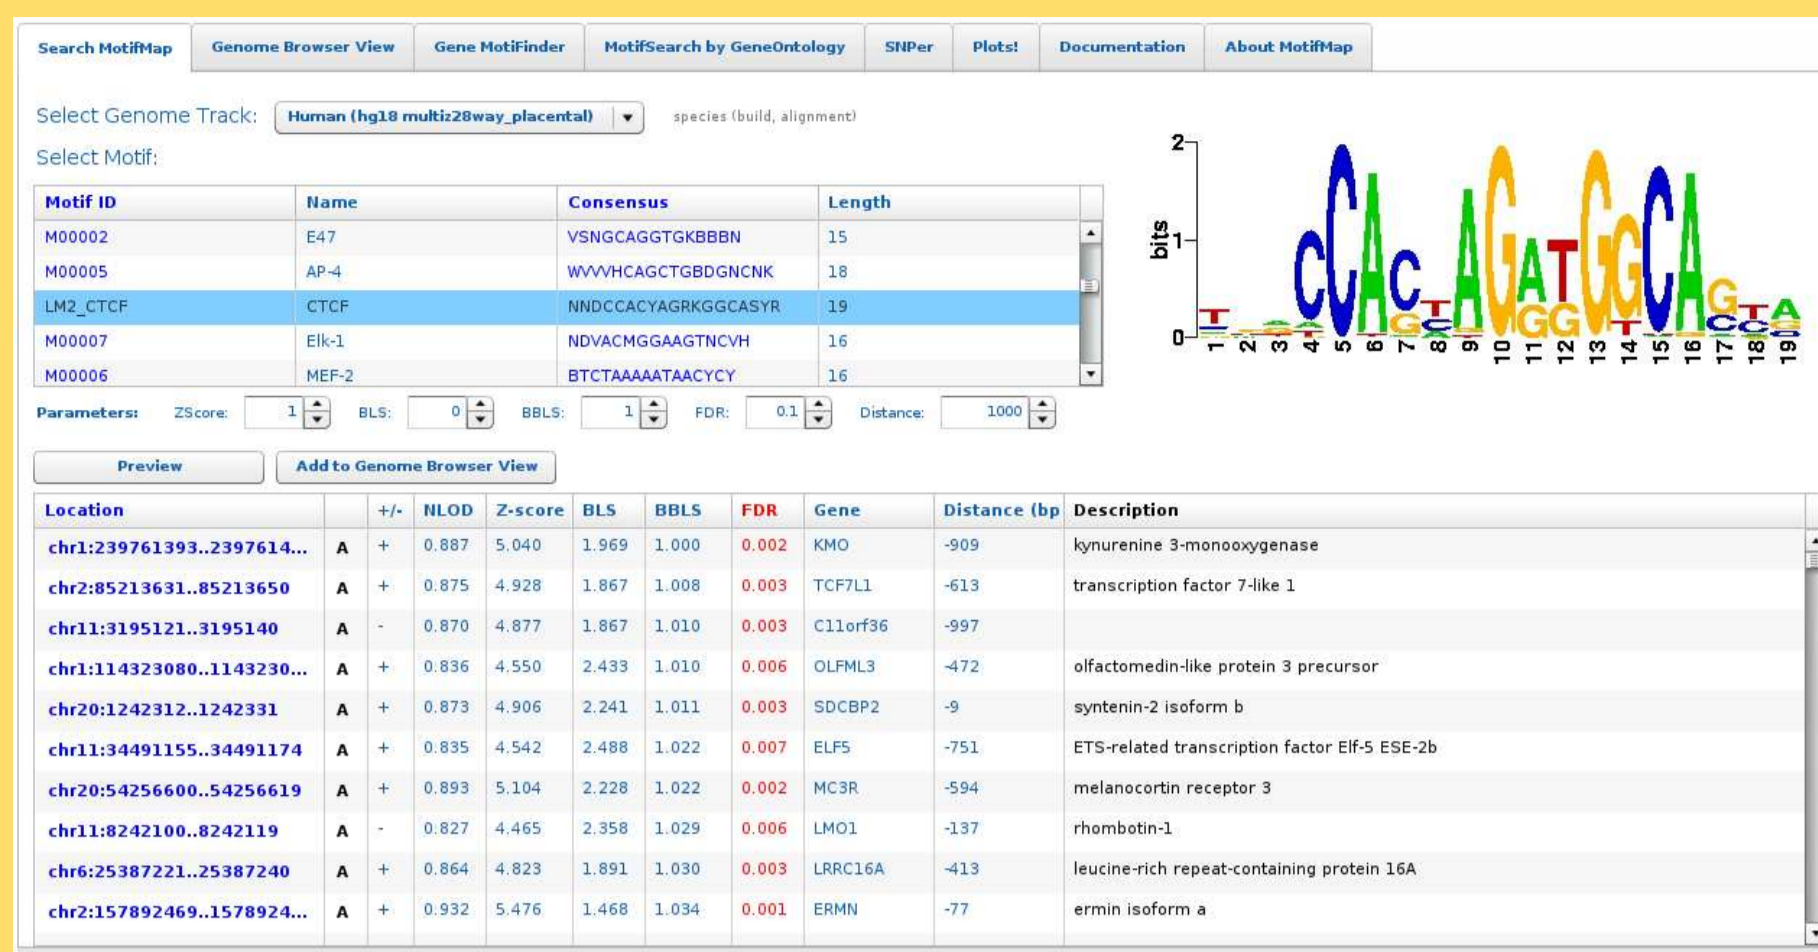 Search MotifMap Genome Browser View Gene MotiFinder MotifSearch by GeneOntology SNPer Plots! Documentation About MotifMap
Select Genome Track: Human (hg18 multiz28way_placental) species (build, alignment)
Select Motif:
Motif ID Name Consensus Length
M00002 E47 VSNGCAGGTGKBBBN 15
M00005 AP-4 WVVVHCAGCTGBDGNCNK 18
LM2_CTCF CTCF NNDCCACYAGRKGGCASYR 19
M00007 Elk-1 NDVACMGGAAGTNCVH 16
M00006 MEF-2 BTCTAAAAATAACYCY 16
Parameters: ZScore: 1 BLS: 0 BBLS: 1 FDR: 0.1 Distance: 1000
2
bits
1
0
1 2 3 4 5 6 7 8 9 10 11 12 13 14 15 16 17 18 19
Preview Add to Genome Browser View
Location +/- NLOD Z-score BLS BBLS FDR Gene Distance (bp Description
chr1:239761393..2397614... A + 0.887 5.040 1.969 1.000 0.002 KMO -909 kynurenine 3-monooxygenase
chr2:85213631..85213650 A + 0.875 4.928 1.867 1.008 0.003 TCF7L1 -613 transcription factor 7-like 1
chr11:3195121..3195140 A - 0.870 4.877 1.867 1.010 0.003 C11orf36 -997
chr1:114323080..1143230... A + 0.836 4.550 2.433 1.010 0.006 OLFML3 -472 olfactomedin-like protein 3 precursor
chr20:1242312..1242331 A + 0.873 4.906 2.241 1.011 0.003 SDCBP2 -9 syntenin-2 isoform b
chr11:34491155..34491174 A + 0.835 4.542 2.488 1.022 0.007 ELF5 -751 ETS-related transcription factor Elf-5 ESE-2b
chr20:54256600..54256619 A + 0.893 5.104 2.228 1.022 0.002 MC3R -594 melanocortin receptor 3
chr11:8242100..8242119 A - 0.827 4.465 2.358 1.029 0.006 LMO1 -137 rhombotin-1
chr6:25387221..25387240 A + 0.864 4.823 1.891 1.030 0.003 LRRC16A -413 leucine-rich repeat-containing protein 16A
chr2:157892469..1578924... A + 0.932 5.476 1.468 1.034 0.001 ERMN -77 ermin isoform a